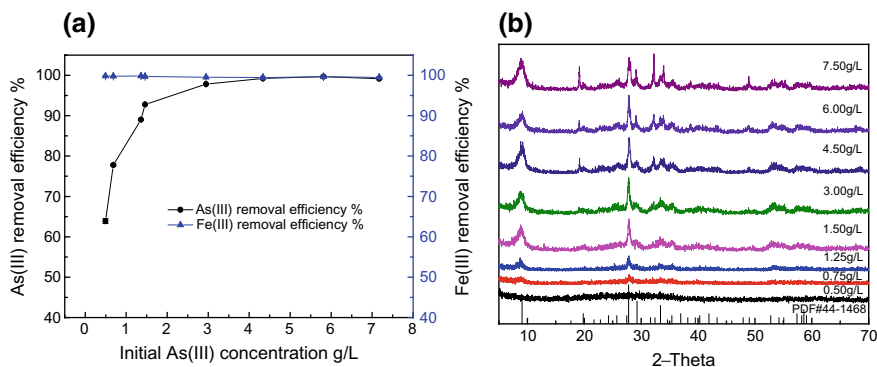 (a)
As(III) removal efficiency %
100
90
80
70
60
50
40
100
90
80
70
60
50
40
Fe(III) removal efficiency %
As(III) removal efficiency %
Fe(III) removal efficiency %
0 1 2 3 4 5 6 7 8
Initial As(III) concentration g/L
(b)
7.50g/L
6.00g/L
4.50g/L
3.00g/L
1.50g/L
1.25g/L
0.75g/L
0.50g/L
PDF#44-1468
10 20 30 40 50 60 70
2–Theta